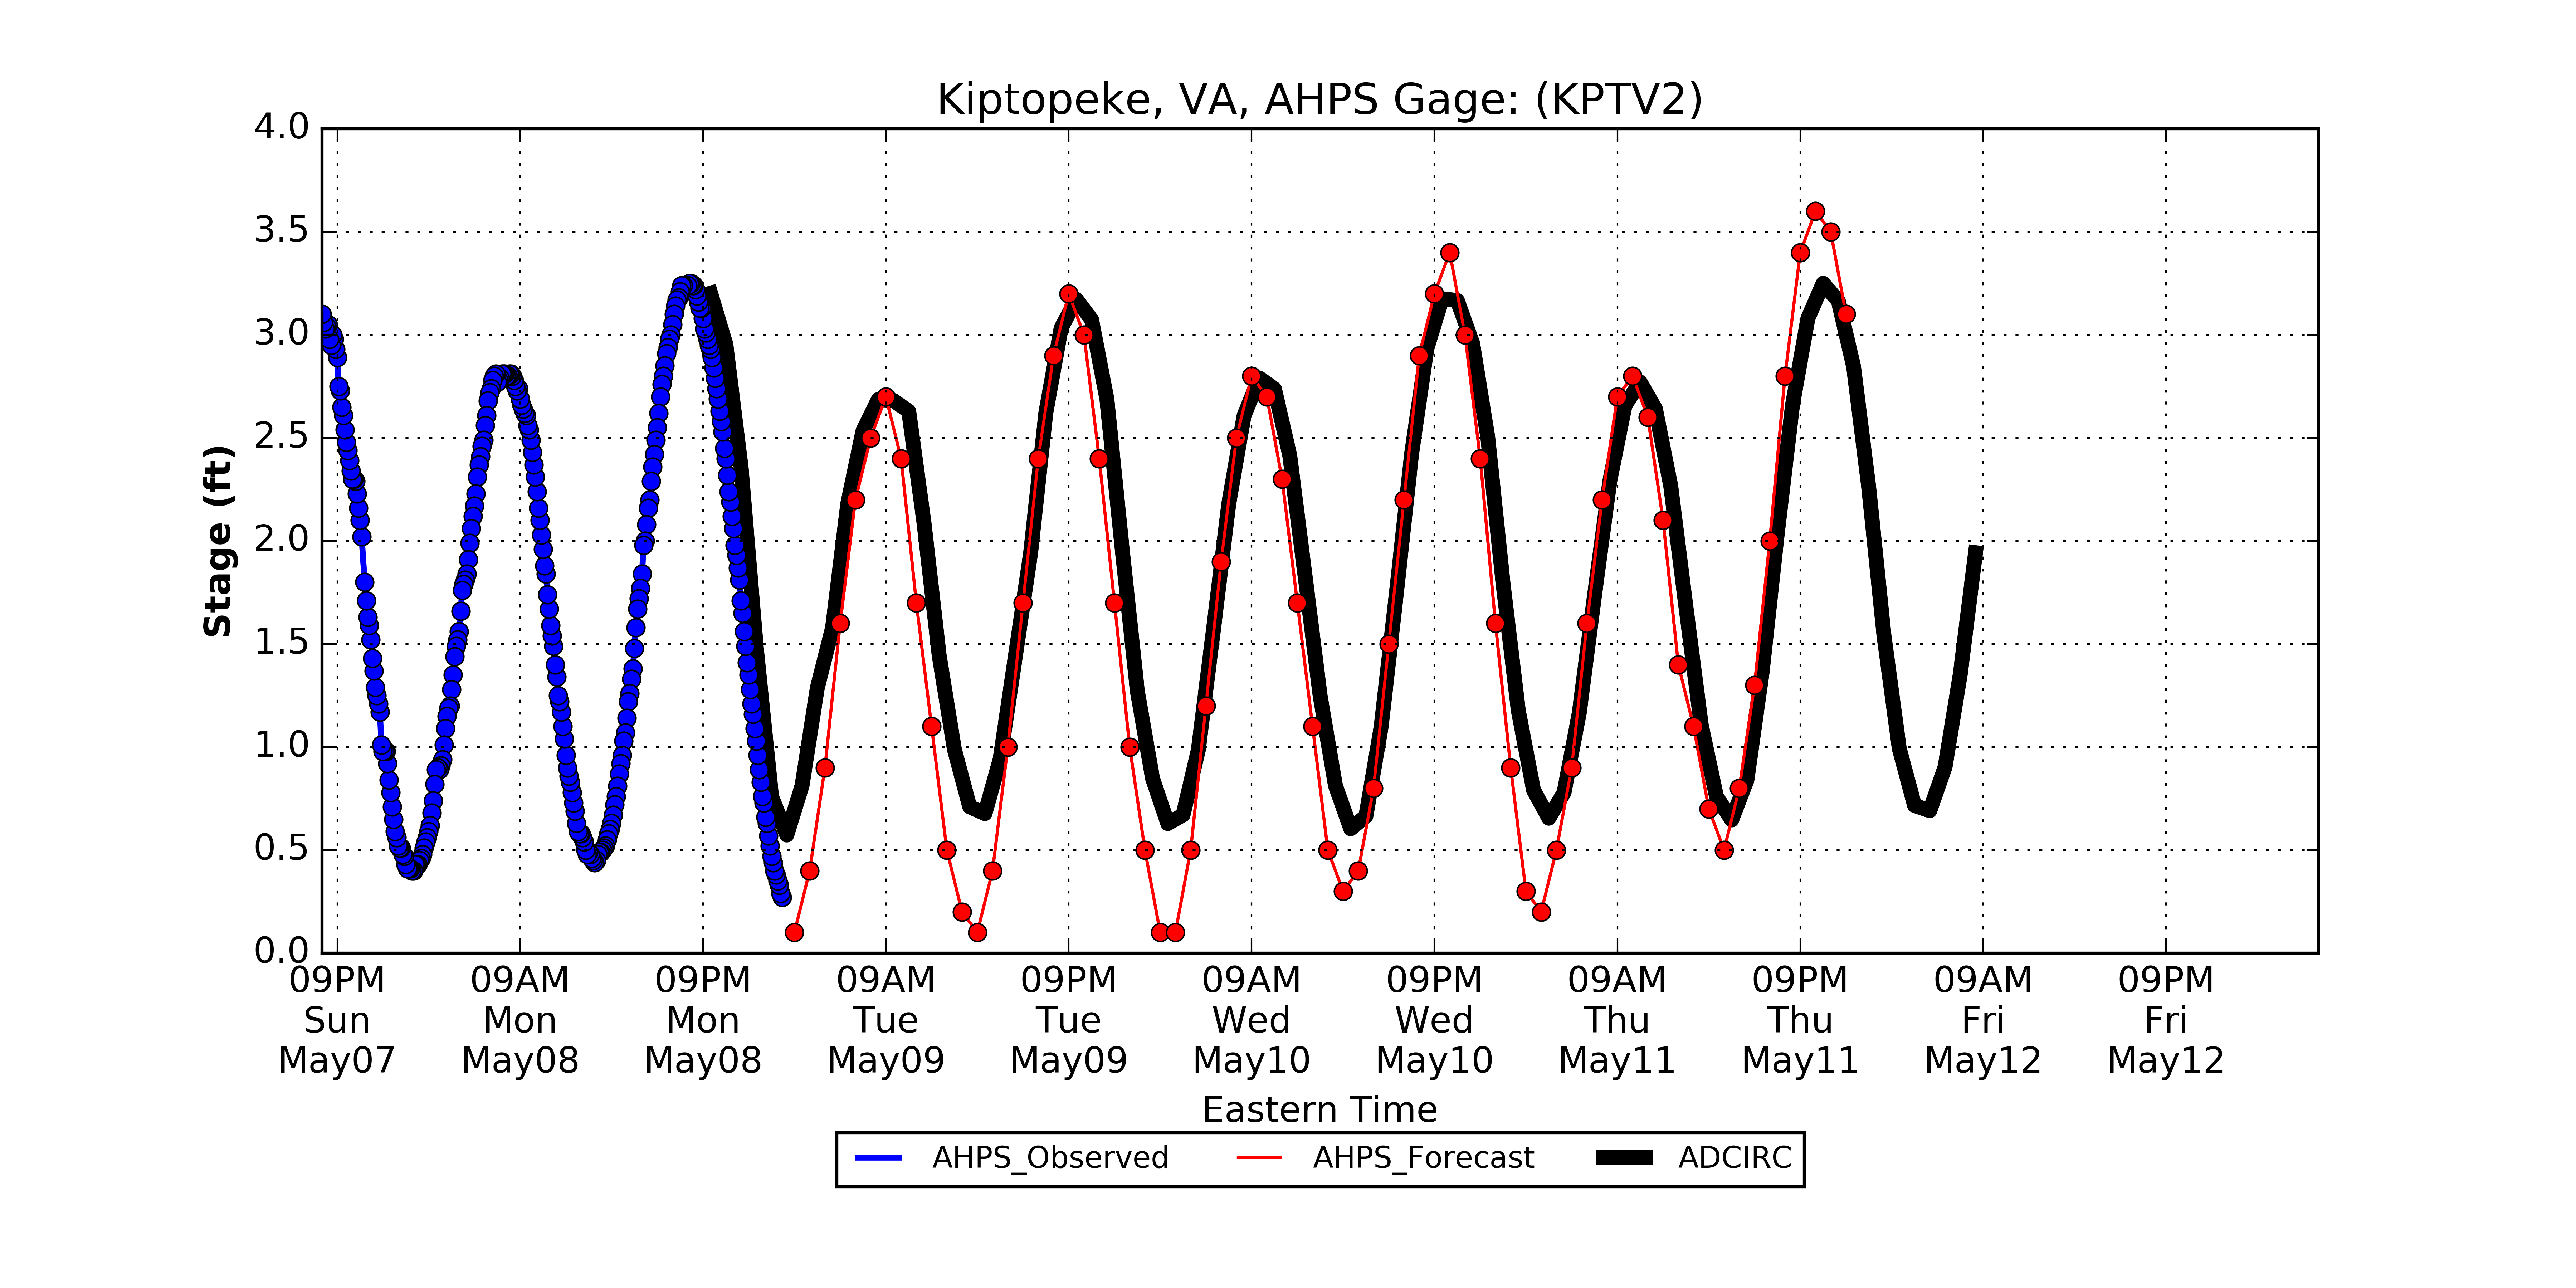 Kiptopeke, VA, AHPS Gage: (KPTV2)
4.0
3.5
3.0
2.5
2.0
1.5
1.0
0.5
0.0
Stage (ft)
09PM 09AM 09PM 09AM 09PM 09AM 09PM 09AM 09PM 09AM 09PM
Sun Mon Mon Tue Tue Wed Wed Thu Thu Fri Fri
May07 May08 May08 May09 May09 May10 May10 May11 May11 May12 May12
Eastern Time
AHPS_Observed AHPS_Forecast ADCIRC